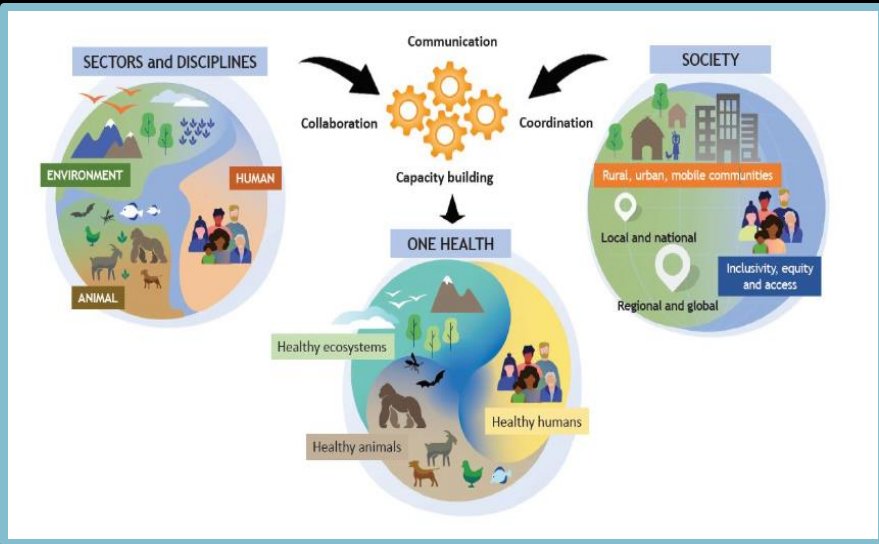 SECTORS and DISCIPLINES
ENVIRONMENT
HUMAN
ANIMAL
Communication
Collaboration
Coordination
Capacity building
SOCIETY
Rural, urban, mobile communities
Local and national
Inclusivity, equity
and access
Regional and global
ONE HEALTH
Healthy ecosystems
Healthy humans
Healthy animals